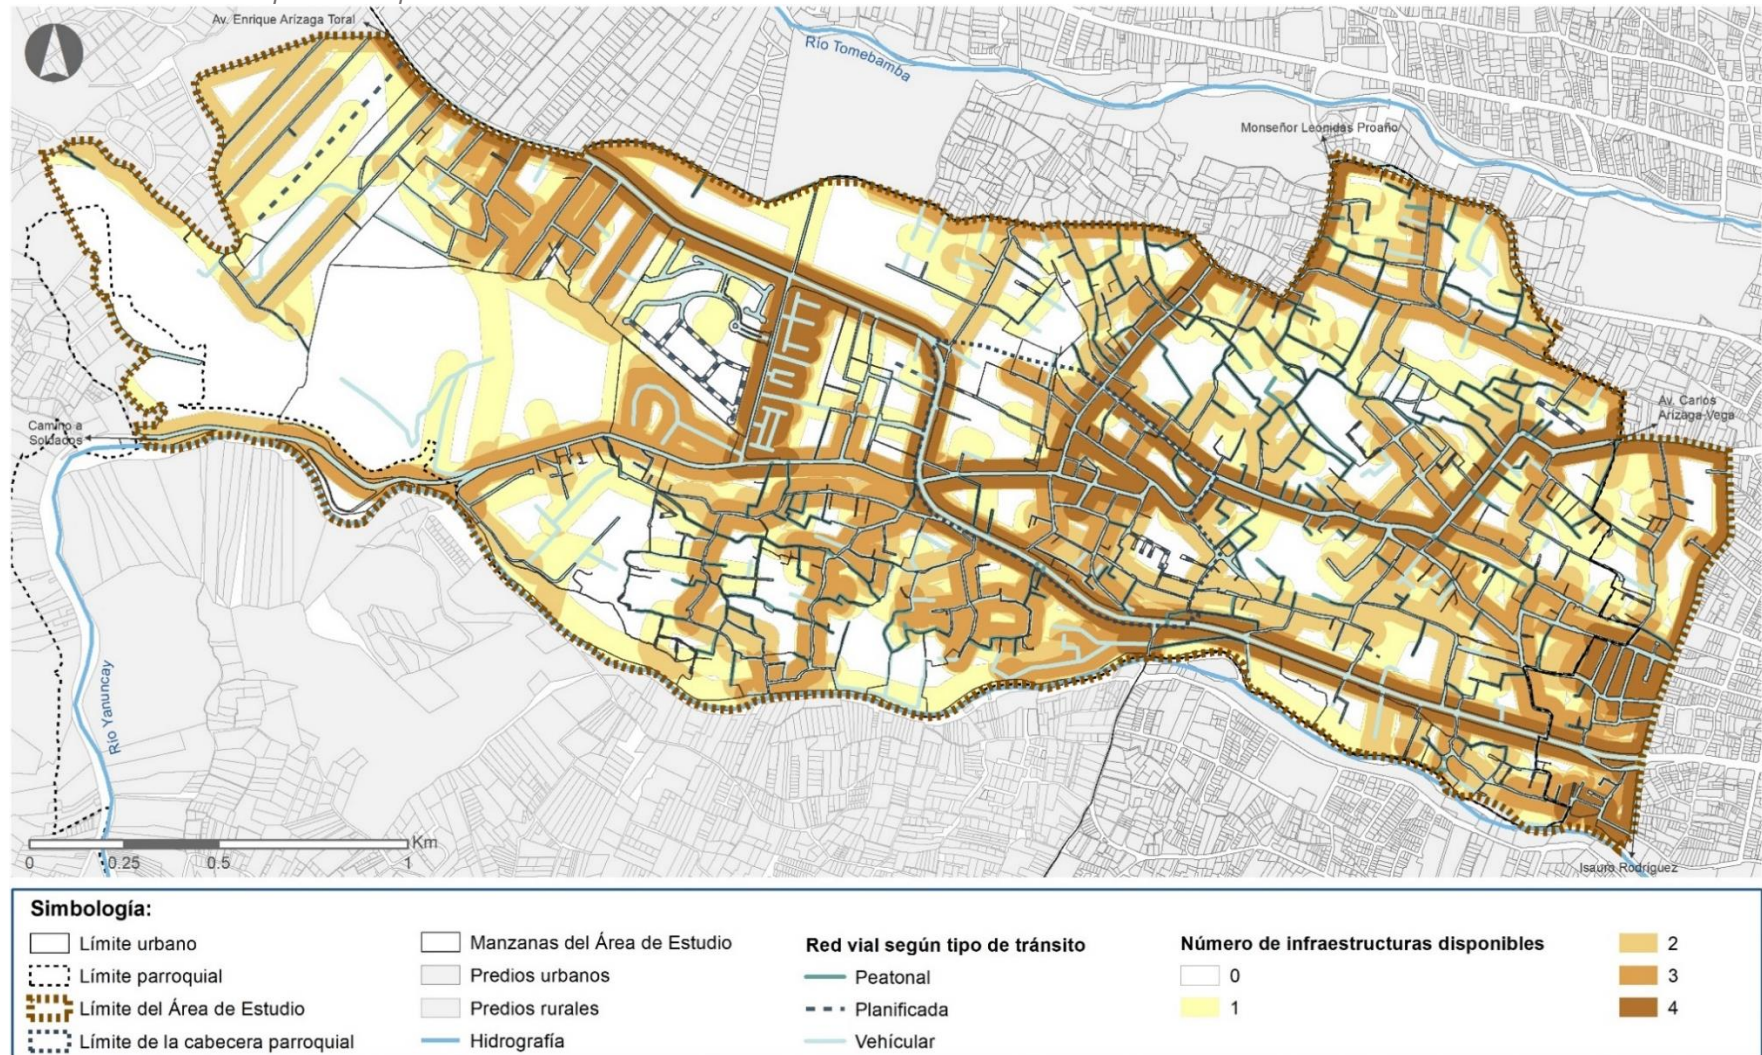 Av. Enrique Arízaga Toral
Río Tomebamba
Monseñor Leonidas Proaño
Av. Carlos
Arízaga Vega
Camino a
Soldados
Río Yanuncay
Km
0 0.25 0.5 1
Isauro Rodríguez
Simbología:
Límite urbano
Límite parroquial
Límite del Área de Estudio
Límite de la cabecera parroquial
Manzanas del Área de Estudio
Predios urbanos
Predios rurales
Hidrografía
Red vial según tipo de tránsito
Peatonal
Planificada
Vehícular
Número de infraestructuras disponibles
0
1
2
3
4